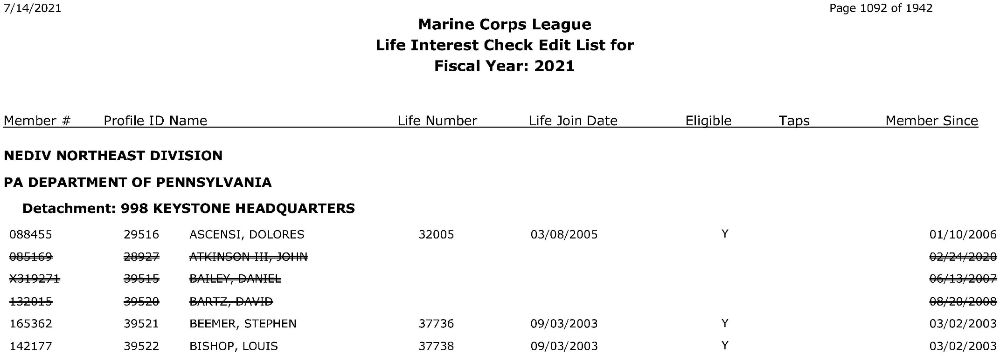 7/14/2021 Page 1092 of 1942
Marine Corps League
Life Interest Check Edit List for
Fiscal Year: 2021
Member # Profile ID Name Life Number Life Join Date Eligible Taps Member Since
NEDIV NORTHEAST DIVISION
PA DEPARTMENT OF PENNSYLVANIA
Detachment: 998 KEYSTONE HEADQUARTERS
088455 29516 ASCENSI, DOLORES 32005 03/08/2005 Y 01/10/2006
085169 28927 ATKINSON III, JOHN 02/24/2020
X319271 39515 BAILEY, DANIEL 06/13/2007
132015 39520 BARTZ, DAVID 08/20/2008
165362 39521 BEEMER, STEPHEN 37736 09/03/2003 Y 03/02/2003
142177 39522 BISHOP, LOUIS 37738 09/03/2003 Y 03/02/2003